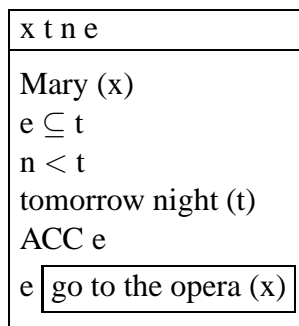 x t n e
Mary (x)
e ⊆ t
n < t
tomorrow night (t)
ACC e
e go to the opera (x)